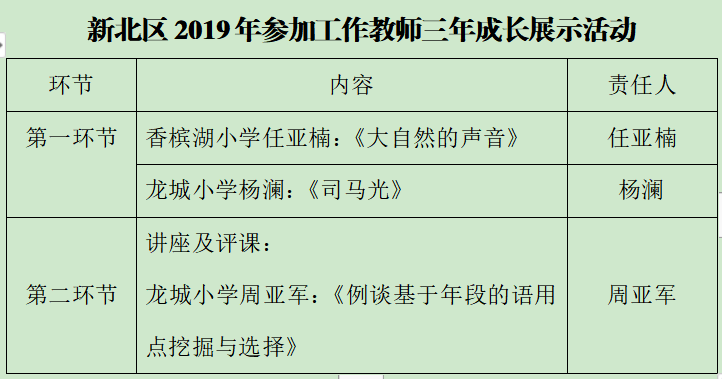 新北区 2019 年参加工作教师三年成长展示活动
环节 内容 责任人
第一环节 香槟湖小学任亚楠：《大自然的声音》 任亚楠
龙城小学杨澜：《司马光》 杨澜
第二环节 讲座及评课：
龙城小学周亚军：《例谈基于年段的语用 周亚军
点挖掘与选择》